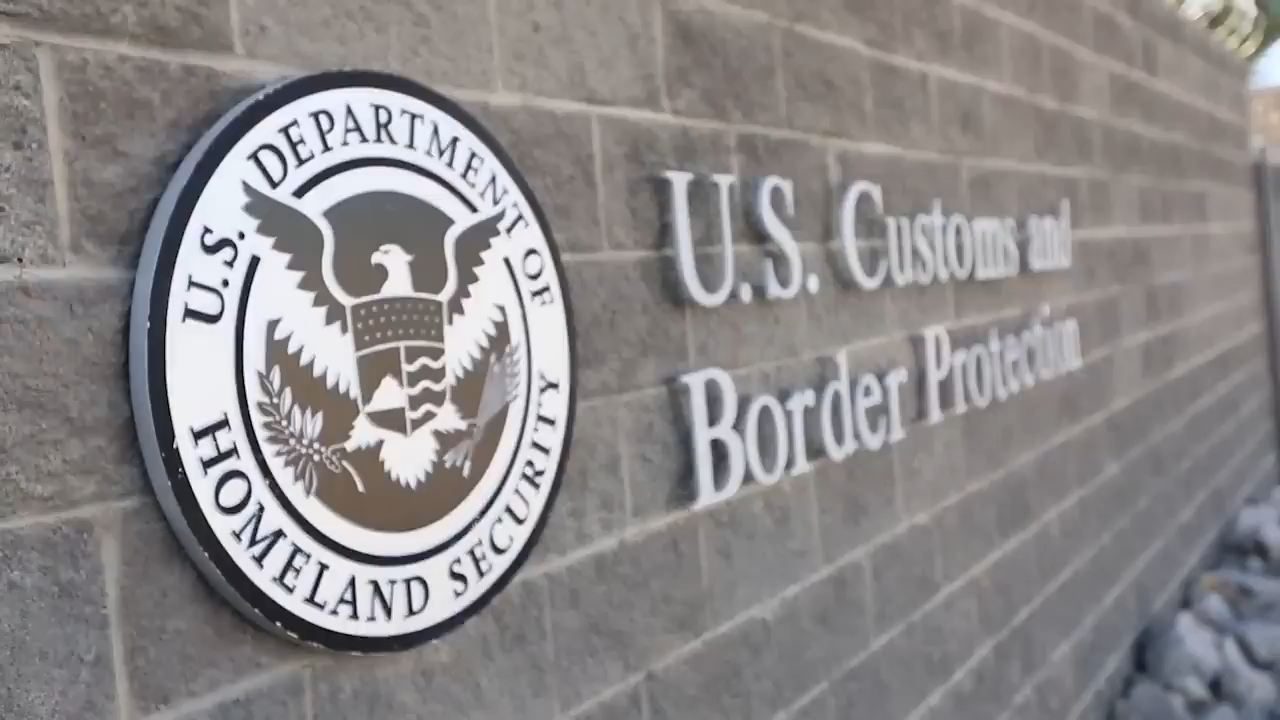 U.S. DEPARTMENT OF
HOMELAND SECURITY
U.S. Customs and
Border Protection